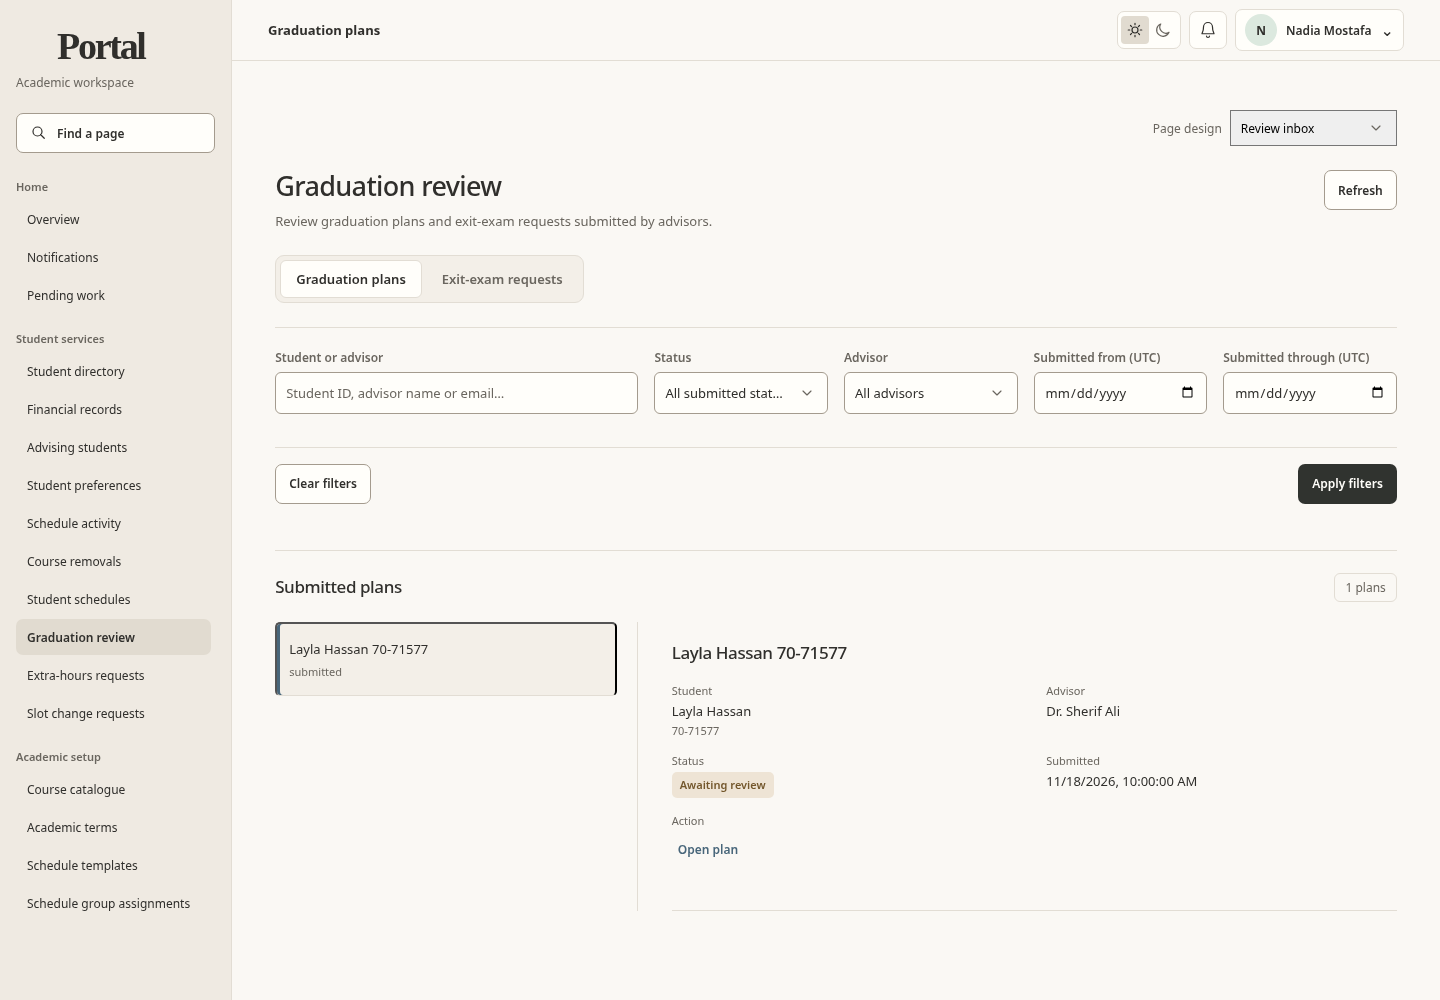 Portal
Academic workspace
Find a page
Home
Overview
Notifications
Pending work
Student services
Student directory
Financial records
Advising students
Student preferences
Schedule activity
Course removals
Student schedules
Graduation review
Extra-hours requests
Slot change requests
Academic setup
Course catalogue
Academic terms
Schedule templates
Schedule group assignments
Graduation plans
N Nadia Mostafa
Page design Review inbox
Graduation review
Refresh
Review graduation plans and exit-exam requests submitted by advisors.
Graduation plans Exit-exam requests
Student or advisor Status Advisor Submitted from (UTC) Submitted through (UTC)
Student ID, advisor name or email... All submitted stat... All advisors mm/dd/yyyy mm/dd/yyyy
Clear filters Apply filters
Submitted plans 1 plans
Layla Hassan 70-71577
submitted
Layla Hassan 70-71577
Student Advisor
Layla Hassan Dr. Sherif Ali
70-71577
Status Submitted
Awaiting review 11/18/2026, 10:00:00 AM
Action
Open plan